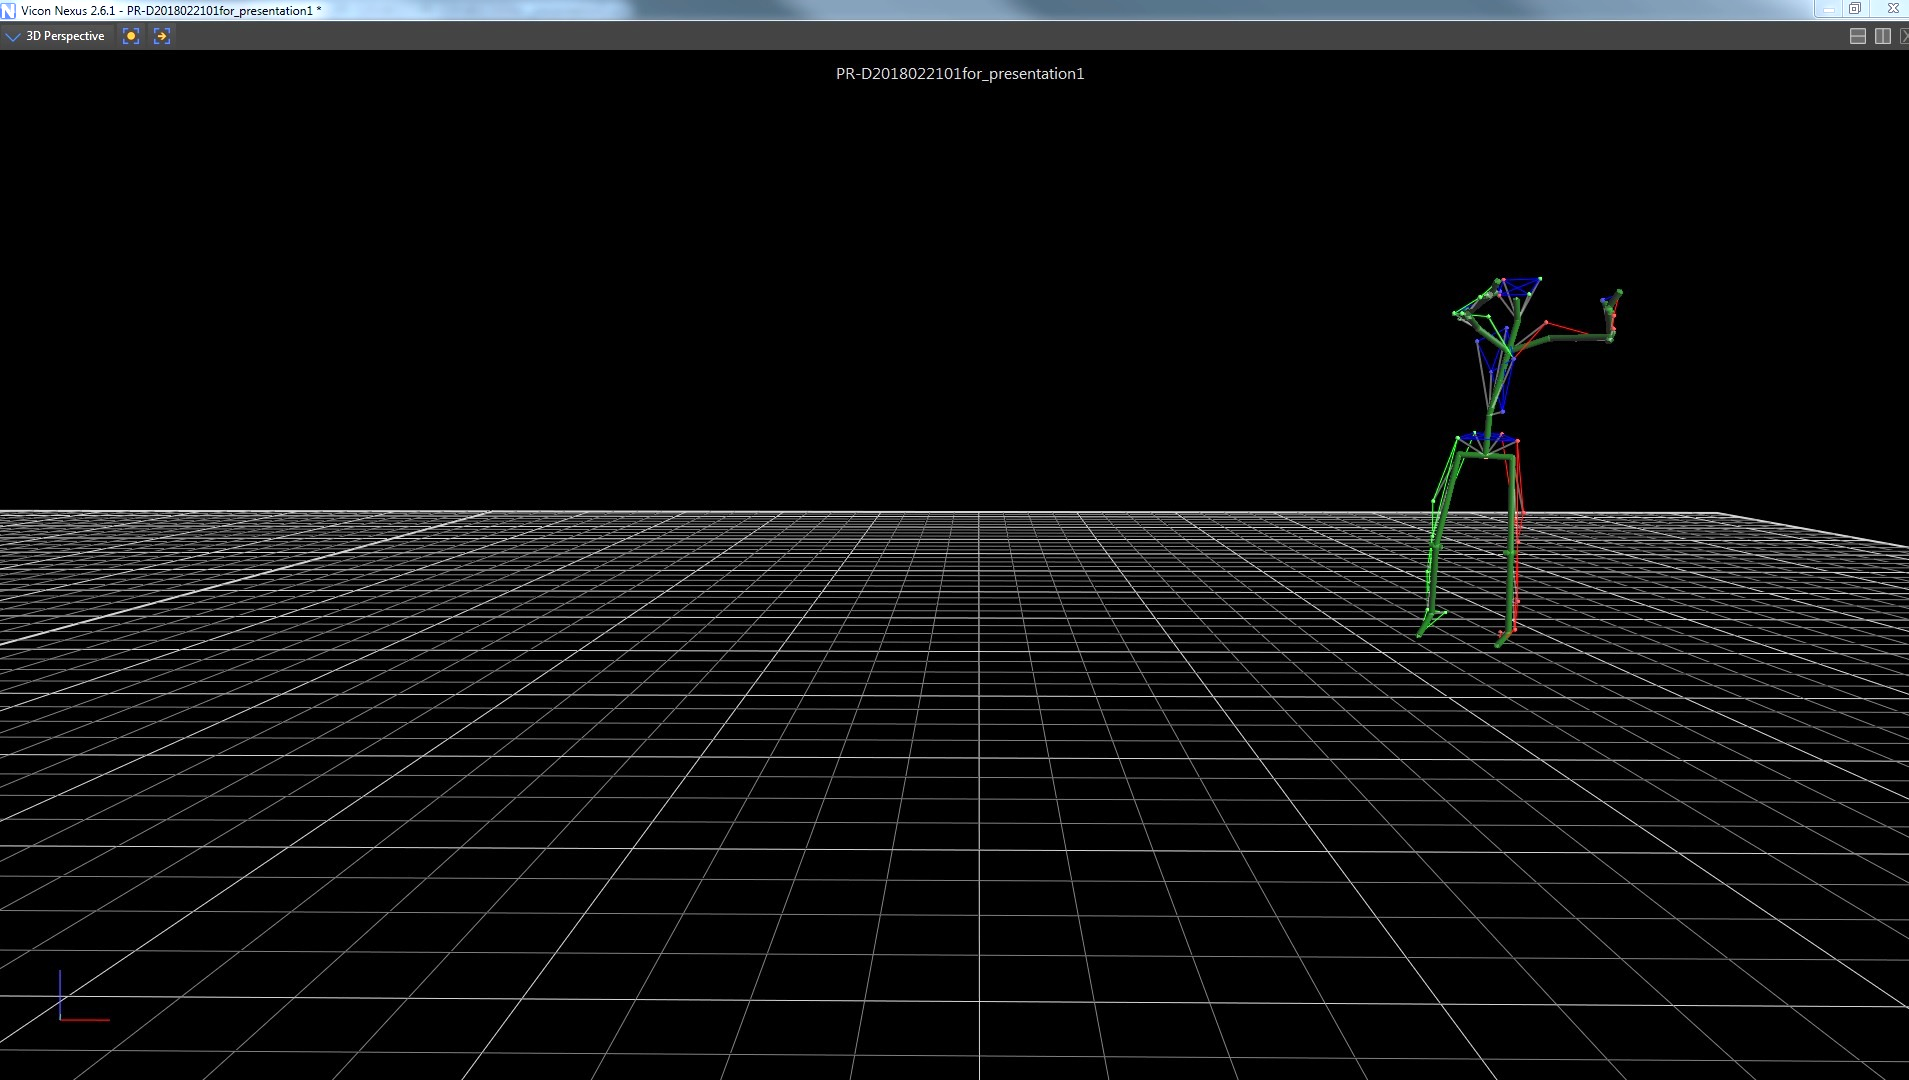 N Vicon Nexus 2.6.1 - PR-D2018022101for_presentation1 *
3D Perspective
PR-D2018022101for_presentation1